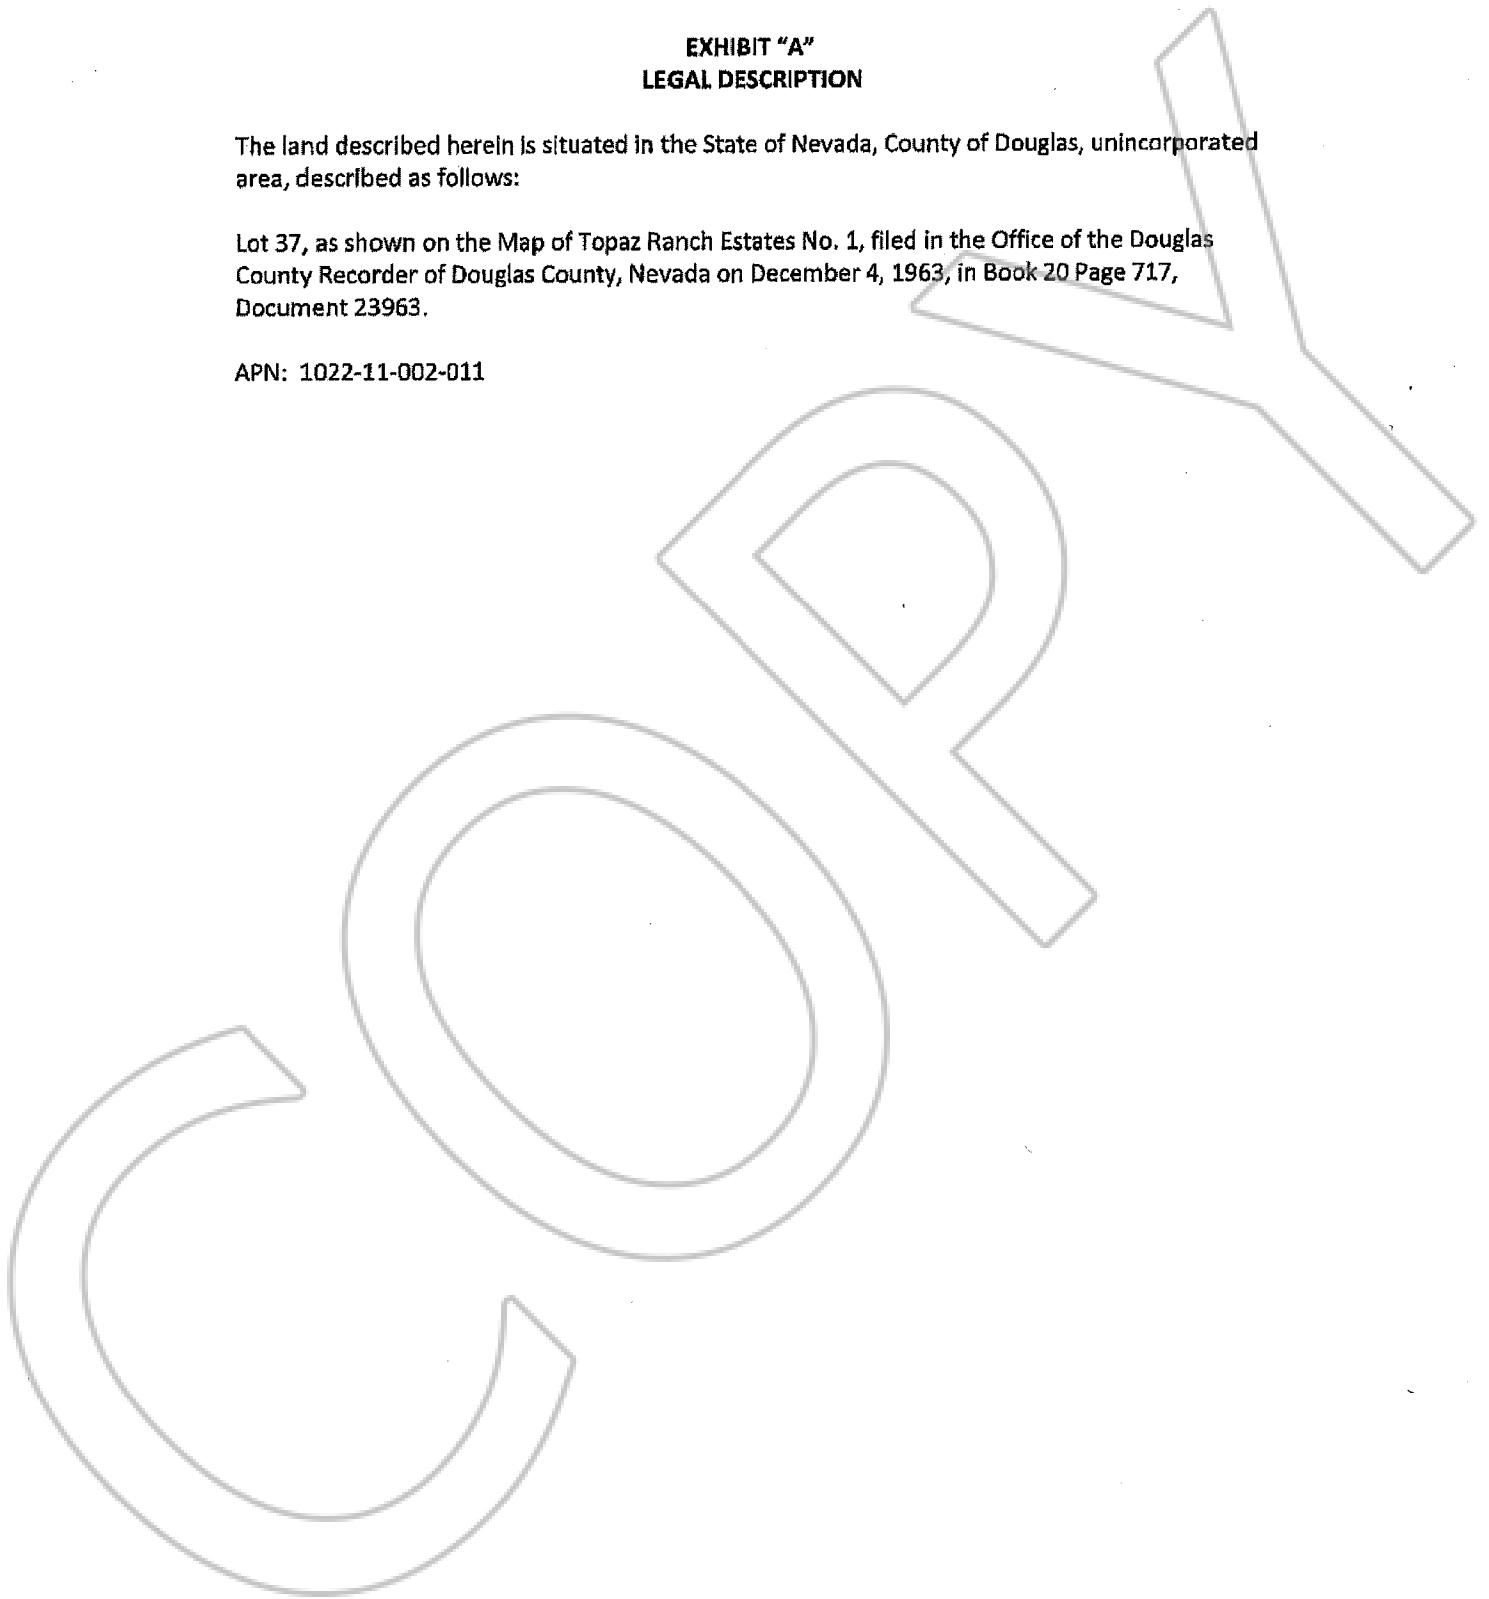 EXHIBIT “A”
LEGAL DESCRIPTION
The land described herein is situated in the State of Nevada, County of Douglas, unincorporated
area, described as follows:
Lot 37, as shown on the Map of Topaz Ranch Estates No. 1, filed in the Office of the Douglas
County Recorder of Douglas County, Nevada on December 4, 1963, in Book 20 Page 717,
Document 23963.
APN: 1022-11-002-011
COPY